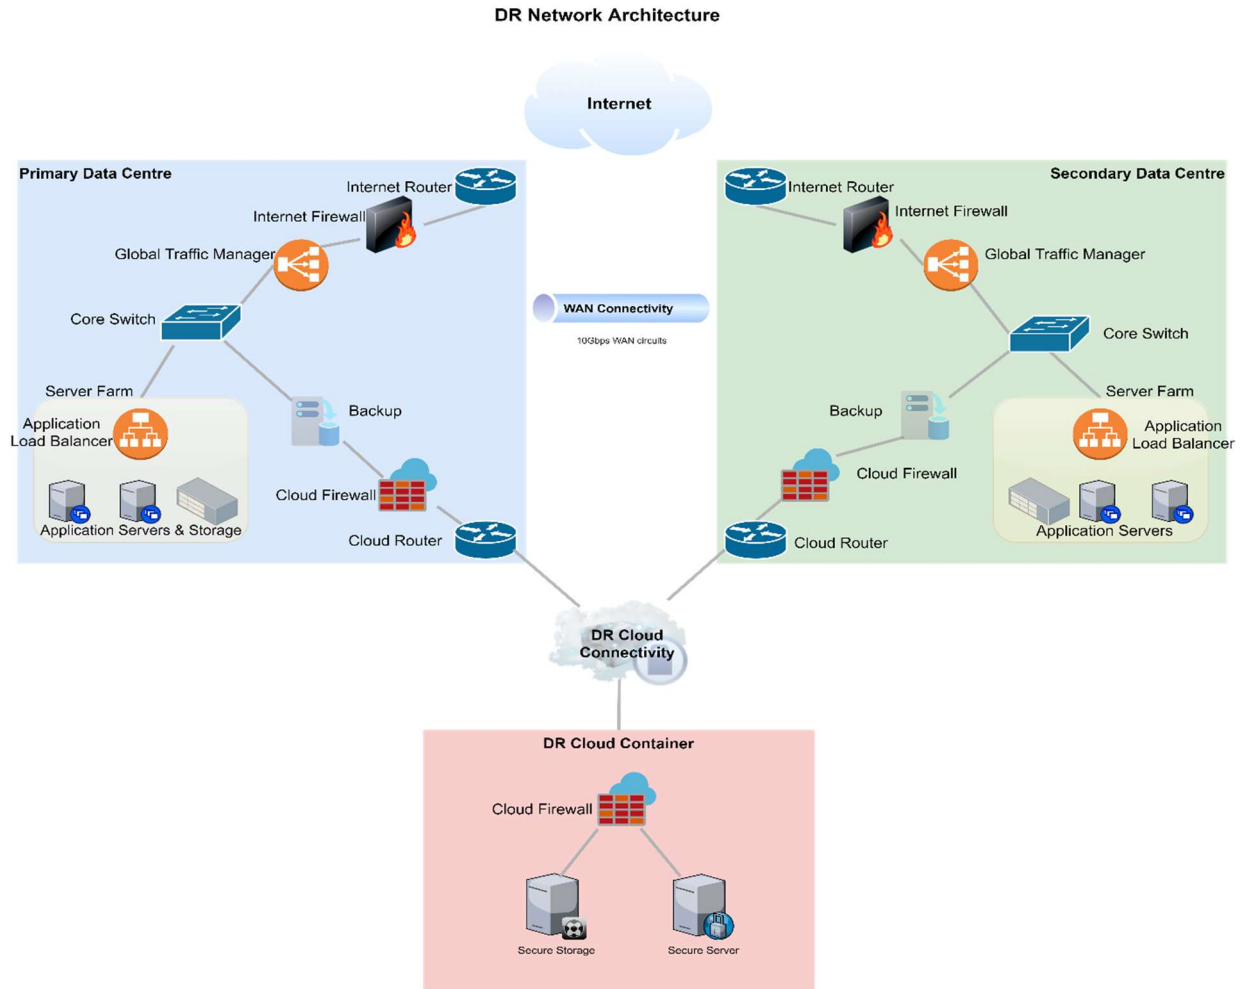 DR Network Architecture
Internet
Primary Data Centre
Internet Router
Internet Firewall
Global Traffic Manager
Core Switch
Server Farm
Application
Load Balancer
Application Servers & Storage
Backup
Cloud Firewall
Cloud Router
WAN Connectivity
10Gbps WAN circuits
Secondary Data Centre
Internet Router
Internet Firewall
Global Traffic Manager
Core Switch
Server Farm
Application
Load Balancer
Application Servers
Backup
Cloud Firewall
Cloud Router
DR Cloud
Connectivity
DR Cloud Container
Cloud Firewall
Secure Storage
Secure Server